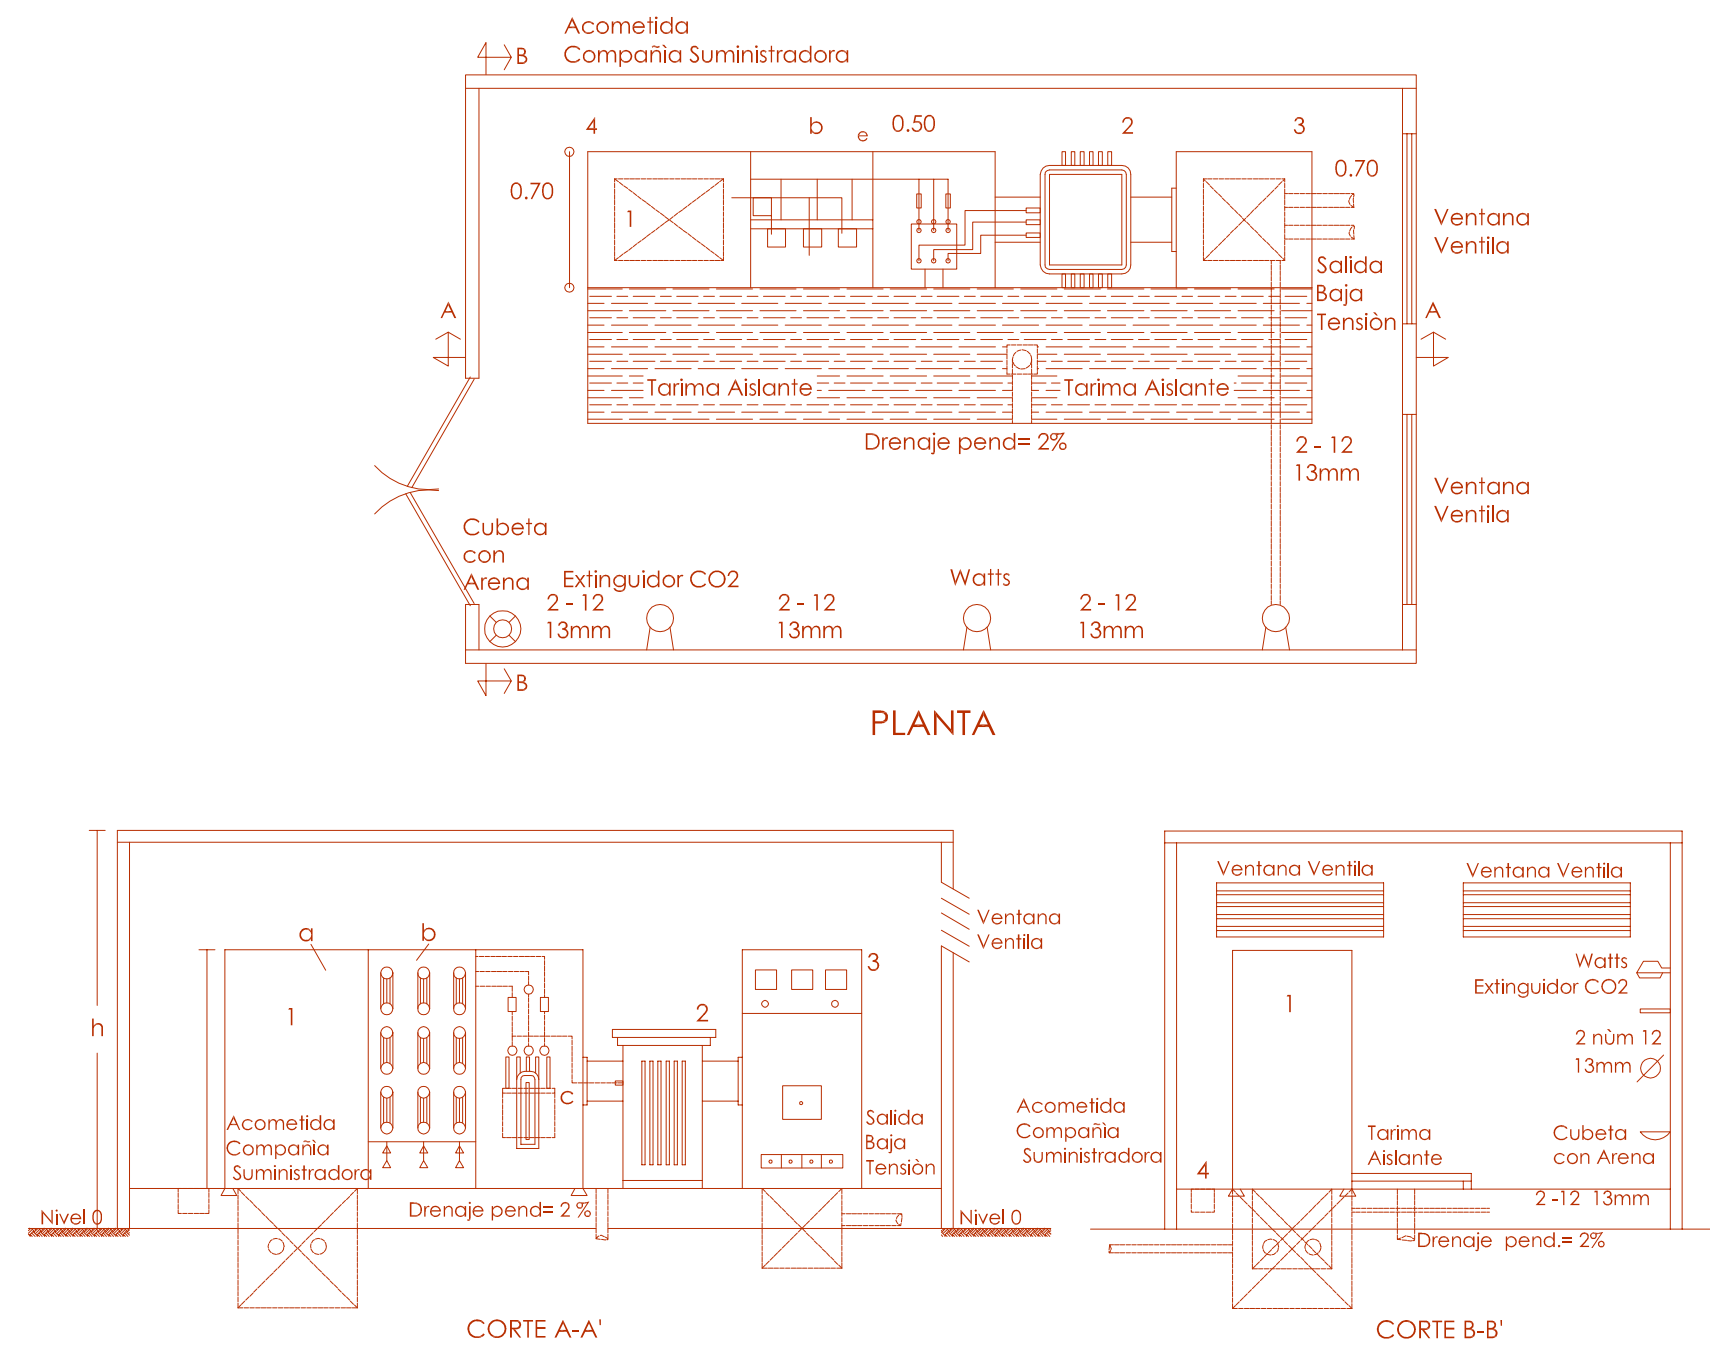 Acometida
Compañìa Suministradora
B
4
b
e
0.50
2
3
0.70
0.70
1
Ventana
Ventila
Salida
Baja
Tensiòn
A
A
Tarima Aislante
Tarima Aislante
Drenaje pend= 2%
2 - 12
13mm
Ventana
Ventila
Cubeta
con
Arena
Extinguidor CO2
Watts
2 - 12
13mm
2 - 12
13mm
2 - 12
13mm
B
PLANTA
a
b
3
Ventana
Ventila
1
2
h
c
Acometida
Compañìa
Suministradora
Salida
Baja
Tensiòn
Drenaje pend= 2 %
Nivel 0
Nivel 0
CORTE A-A'
Ventana Ventila
Ventana Ventila
Watts
Extinguidor CO2
1
2 nùm 12
13mm
Acometida
Compañìa
Suministradora
Tarima
Aislante
Cubeta
con Arena
4
2 -12 13mm
Drenaje pend.= 2%
CORTE B-B'